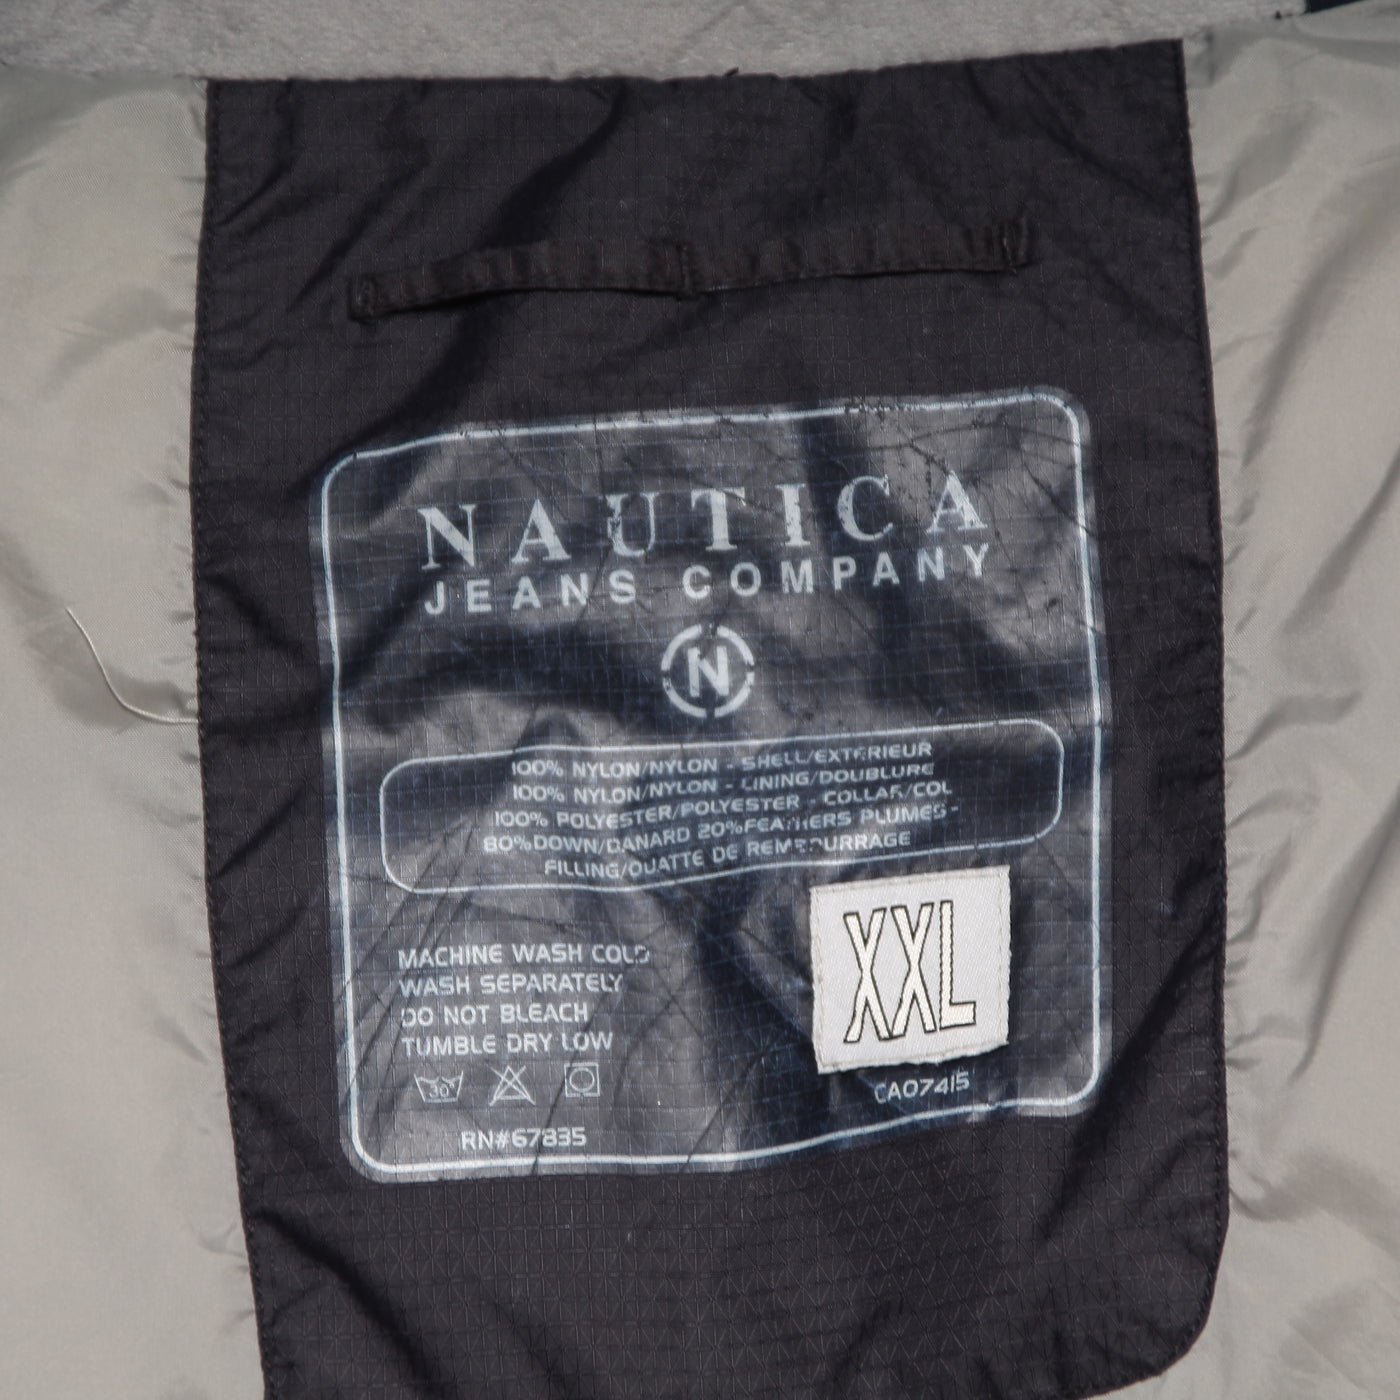 NAUTICA
JEANS COMPANY
N
100% NYLON/NYLON - SHELL/EXTERIEUR
100% NYLON/NYLON - LINING/DOUBLURE
100% POLYESTER/POLYESTER - COLLAR/COL
80%DOWN/DANARD 20%FEATHERS PLUMES-
FILLING/OUATTE DE REMBOURRAGE
MACHINE WASH COLD
WASH SEPARATELY
DO NOT BLEACH
TUMBLE DRY LOW
30
RN#67835
XXL
CA07415